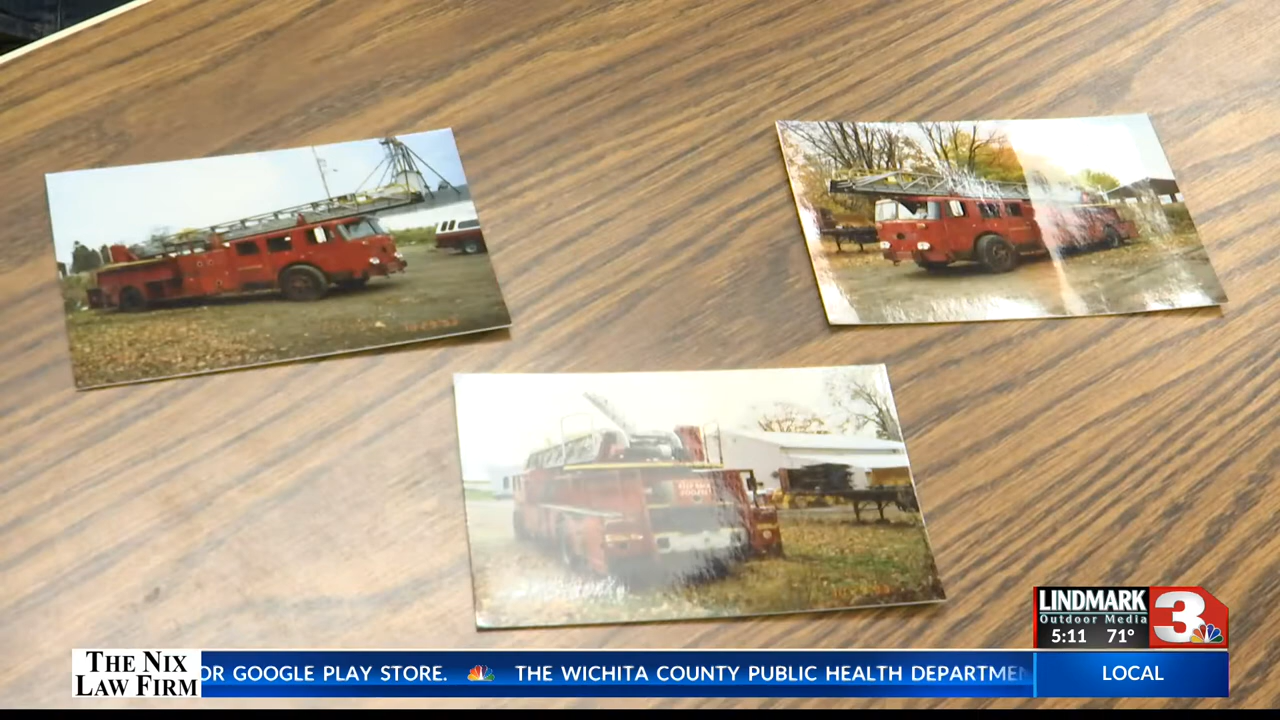 LINDMARK
Outdoor Media
3
5:11 71°
THE NIX
LAW FIRM
OR GOOGLE PLAY STORE. THE WICHITA COUNTY PUBLIC HEALTH DEPARTMEN
LOCAL